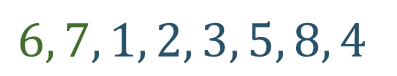 6, 7, 1, 2, 3, 5, 8, 4